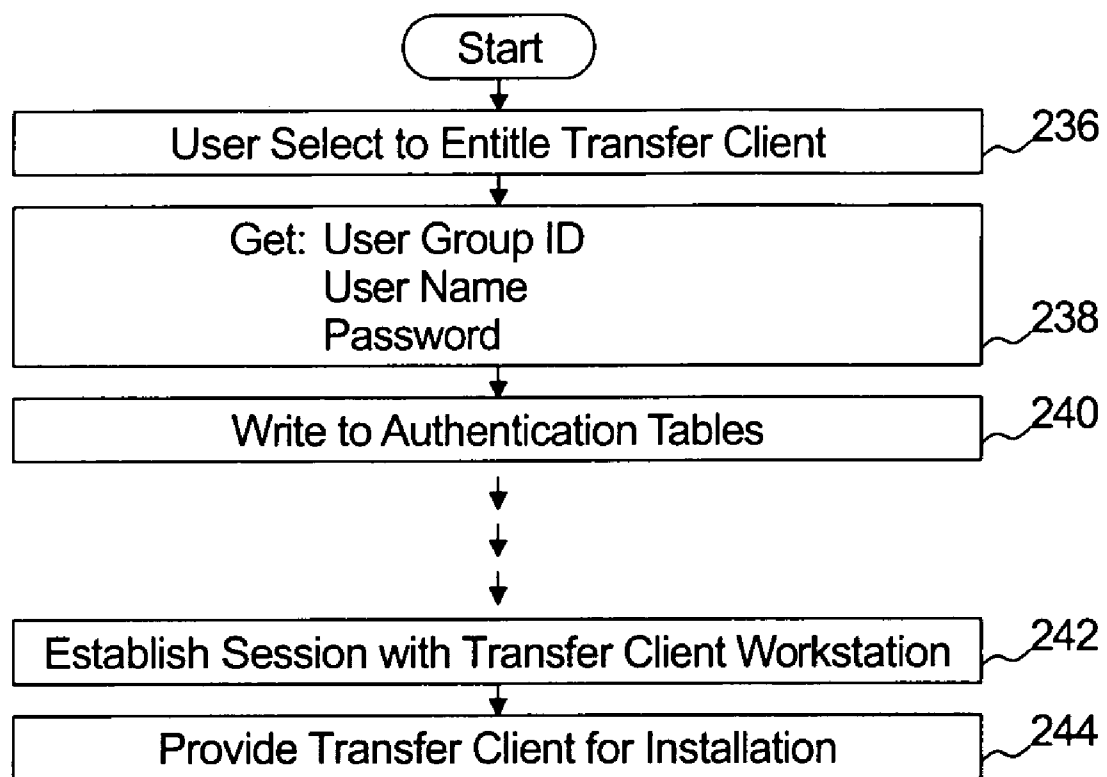 Start
User Select to Entitle Transfer Client
236
Get: User Group ID
User Name
Password
238
Write to Authentication Tables
240
Establish Session with Transfer Client Workstation
242
Provide Transfer Client for Installation
244